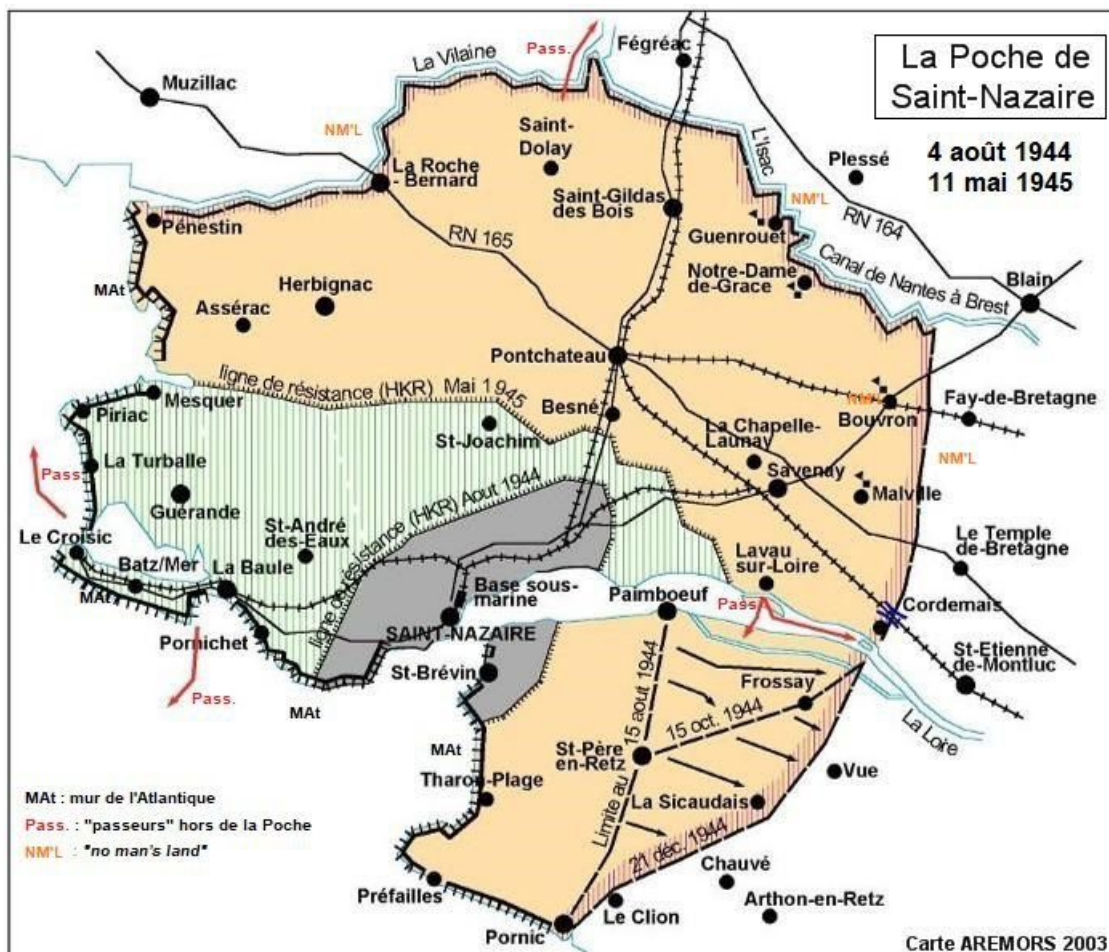 La Poche de
Saint-Nazaire
4 août 1944
11 mai 1945
Pass.
Fégréac
La Vilaine
Muzillac
NM'L
Saint-
Dolay
L'Isac
Plessé
La Roche
- Bernard
Saint-Gildas
des Bois
NM'L
RN 164
Pénestin
RN 165
Guenrouet
Canal de Nantes à Brest
Notre-Dame
de-Grace
Blain
MAt
Herbignac
Assérac
Pontchateau
ligne de résistance (HKR) Mai 1945
Mesquer
Piriac
Besné
NM'L
Bouvron
Fay-de-Bretagne
St-Joachim
La Chapelle-
Launay
NM'L
La Turballe
Pass.
Savenay
Guérande
Malville
ligne de résistance (HKR) Aout 1944
St-André
des-Eaux
Le Croisic
Le Temple
de-Bretagne
Batz/Mer
La Baule
Lavau
sur-Loire
Base sous-
marine
Paimboeuf
MAt
Pass.
Cordemais
Pornichet
SAINT-NAZAIRE
St-Etienne
de-Montluc
St-Brévin
Pass.
MAt
Frossay
Limite au 15 aout 1944
15 oct. 1944
La Loire
MAt
St-Père
en-Retz
Vue
Tharon-Plage
La Sicaudais
MAt : mur de l'Atlantique
Pass. : "passeurs" hors de la Poche
NM'L : "no man's land"
21 déc. 1944
Chauvé
Préfailles
Arthon-en-Retz
Le Clion
Pornic
Carte AREMORS 2003